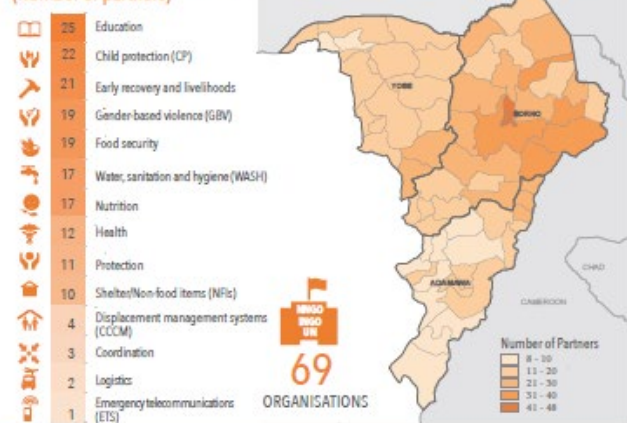 25 Education
22 Child protection (CP)
21 Early recovery and livelihoods
19 Gender-based violence (GBV)
19 Food security
17 Water, sanitation and hygiene (WASH)
17 Nutrition
12 Health
11 Protection
10 Shelter/Non-food items (NFIs)
4 Displacement management systems
(CCCM)
3 Coordination
2 Logistics
1 Emergency telecommunications
(ETS)
NNGO
INGO
UN
69
ORGANISATIONS
YOBE
BORNO
ADAMAWA
CHAD
CAMEROON
Number of Partners
8 - 10
11 - 20
21 - 30
31 - 40
41 - 48